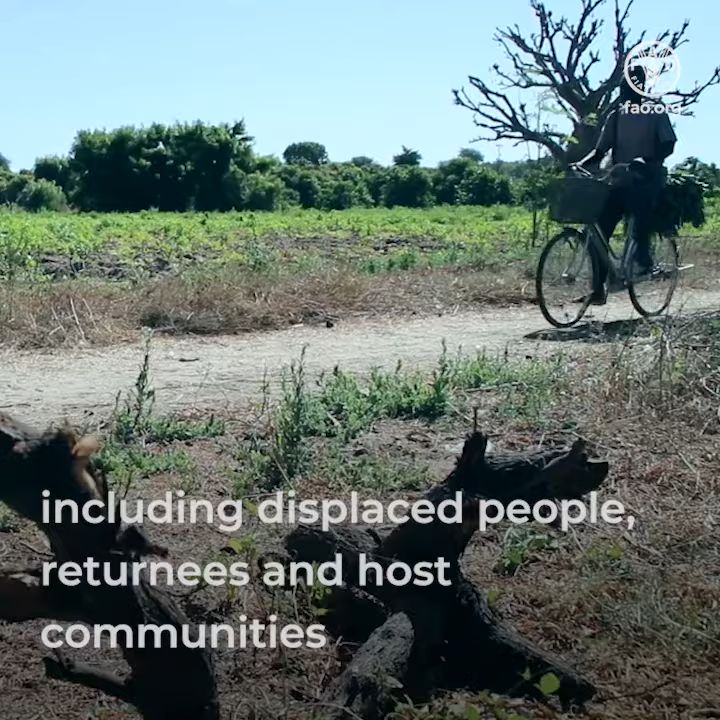 fao.org
including displaced people,
returnees and host
communities